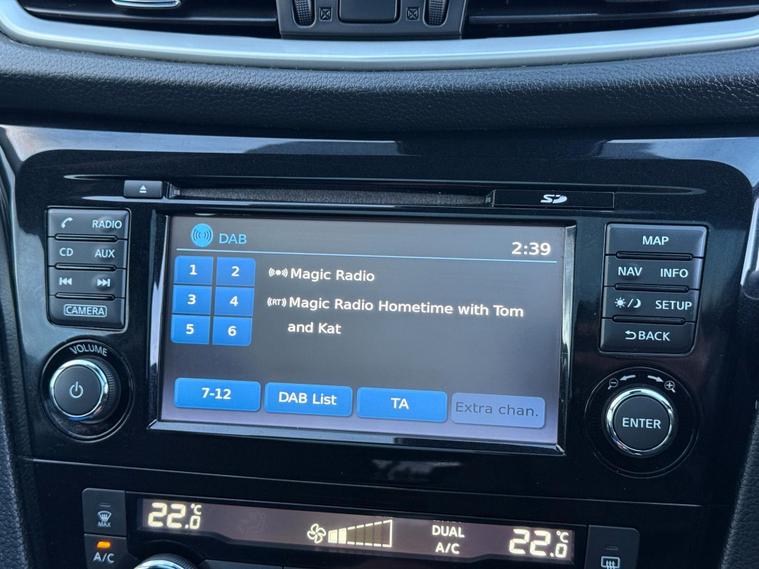 RADIO
CD AUX
CAMERA
VOLUME
DAB
2:39
1 2
3 4
5 6
Magic Radio
(RT) Magic Radio Hometime with Tom
and Kat
7-12 DAB List TA Extra chan.
SD
MAP
NAV INFO
SETUP
BACK
ENTER
MAX
A/C
22.0°C
DUAL
A/C
22.0°C